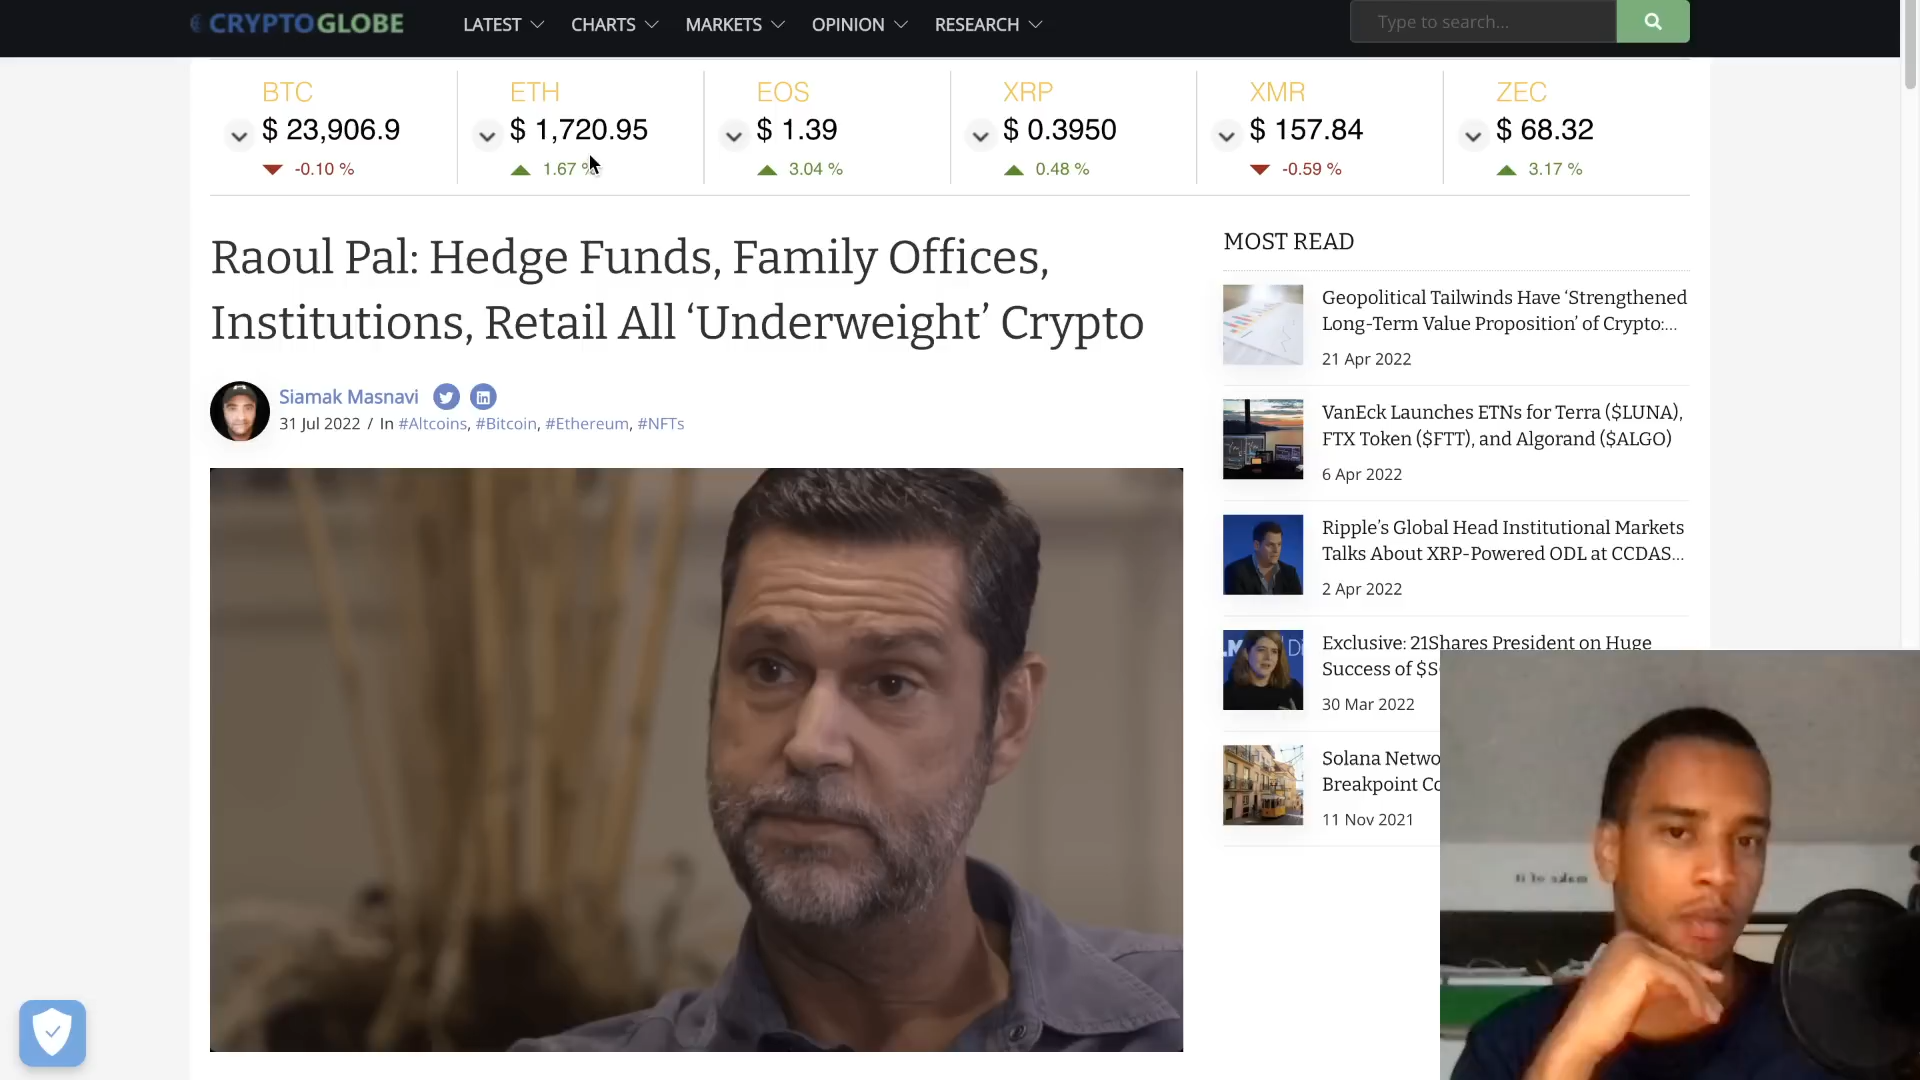 CRYPTOGLOBE
LATEST CHARTS MARKETS OPINION RESEARCH
Type to search...
BTC
$ 23,906.9
-0.10 %
ETH
$ 1,720.95
1.67 %
EOS
$ 1.39
3.04 %
XRP
$ 0.3950
0.48 %
XMR
$ 157.84
-0.59 %
ZEC
$ 68.32
3.17 %
Raoul Pal: Hedge Funds, Family Offices,
Institutions, Retail All ‘Underweight’ Crypto
Siamak Masnavi
31 Jul 2022 / In #Altcoins, #Bitcoin, #Ethereum, #NFTs
MOST READ
Geopolitical Tailwinds Have ‘Strengthened
Long-Term Value Proposition’ of Crypto:...
21 Apr 2022
VanEck Launches ETNs for Terra ($LUNA),
FTX Token ($FTT), and Algorand ($ALGO)
6 Apr 2022
Ripple’s Global Head Institutional Markets
Talks About XRP-Powered ODL at CCDAS...
2 Apr 2022
Exclusive: 21Shares President on Huge
Success of $S
30 Mar 2022
Solana Netwo
Breakpoint Co
11 Nov 2021